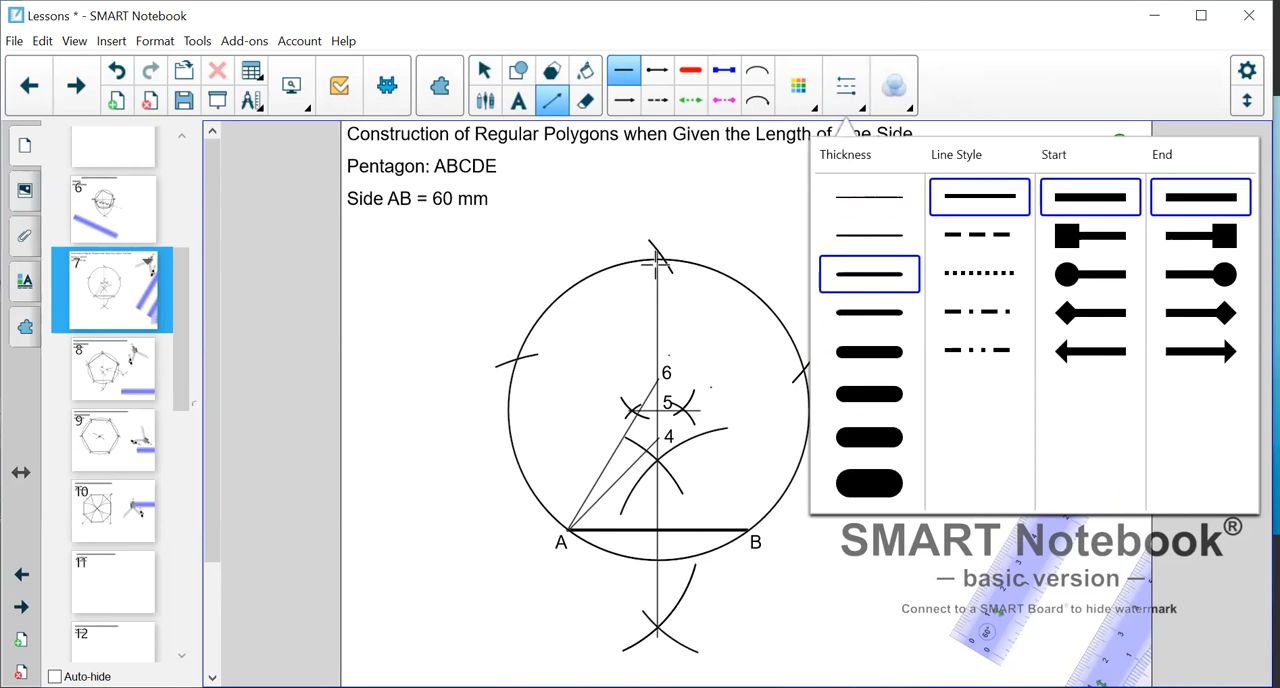 Lessons * - SMART Notebook
File Edit View Insert Format Tools Add-ons Account Help
Construction of Regular Polygons when Given the Length of One Side
Pentagon: ABCDE
Side AB = 60 mm
Thickness Line Style Start End
6
7
8
9
10
11
12
6
5
4
A
B
SMART Notebook®
— basic version —
Connect to a SMART Board® to hide watermark
Auto-hide